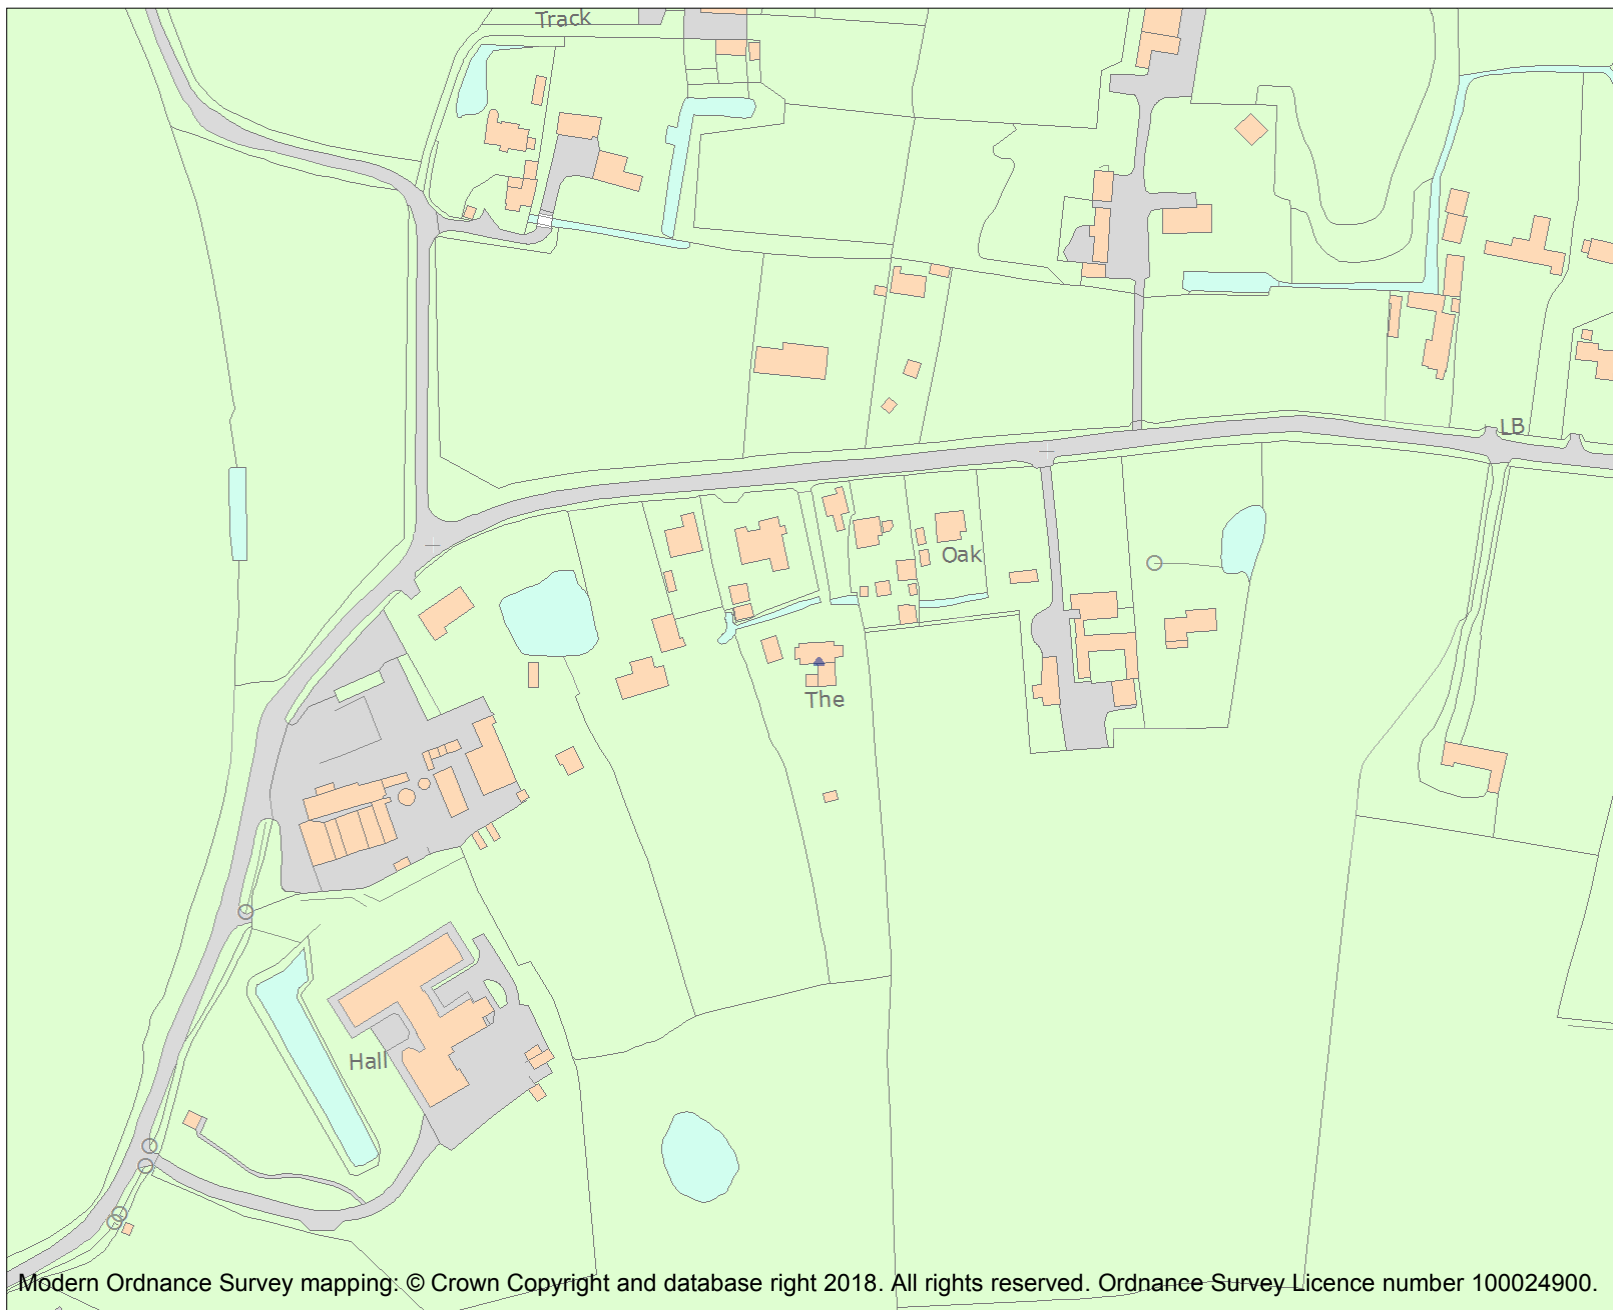 Track
LB
Oak
The
Hall
Modern Ordnance Survey mapping: © Crown Copyright and database right 2018. All rights reserved. Ordnance Survey Licence number 100024900.